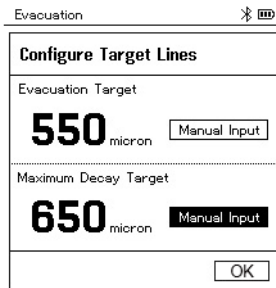 Evacuation
Configure Target Lines
Evacuation Target
550 micron Manual Input
Maximum Decay Target
650 micron Manual Input
OK